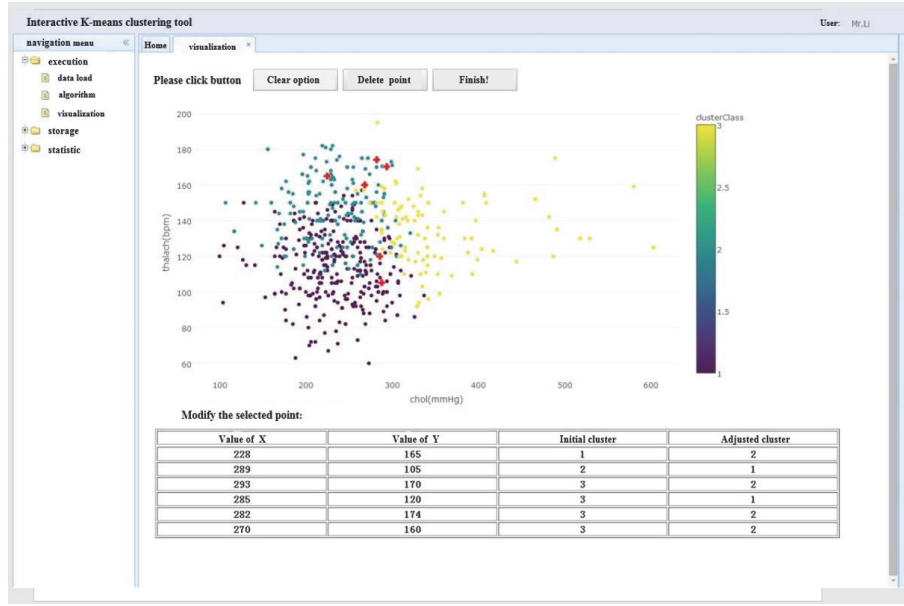 Interactive K-means clustering tool
User: Mr.Li
navigation menu «
Home visualization ×
execution
data load
algorithm
visualization
storage
statistic
Please click button Clear option Delete point Finish!
clusterClass
200
180
160
140
120
100
80
60
thalach(bpm)
100 200 300 400 500 600
chol(mmHg)
3
2.5
2
1.5
1
Modify the selected point:
Value of X Value of Y Initial cluster Adjusted cluster
228 165 1 2
289 105 2 1
293 170 3 2
285 120 3 1
282 174 3 2
270 160 3 2